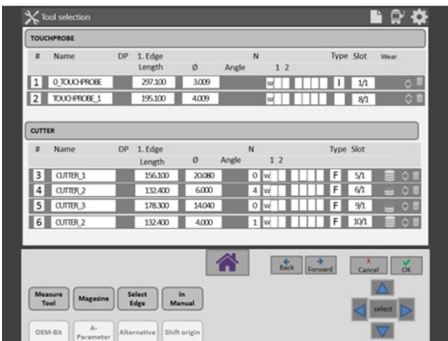 Tool selection
TOUCHPROBE
# Name DP 1. Edge N Type Slot Wear
Length Ø Angle 1 2
1 0_TOUCHPROBE 297.100 3.009 w I 1/1
2 TOUCHPROBE_1 195.100 4.009 w 8/1
CUTTER
# Name DP 1. Edge N Type Slot
Length Ø Angle 1 2
3 CUTTER_1 156.100 20.080 0 w F 5/1
4 CUTTER_2 132.400 6.000 4 w F 6/1
5 CUTTER_3 178.300 14.040 0 w F 9/1
6 CUTTER_2 132.400 4.000 1 w F 10/1
Back Forward X Cancel OK
Measure Tool Magazine Select Edge In Manual
select
OEM-Bit A-Parameter Alternative Shift origin